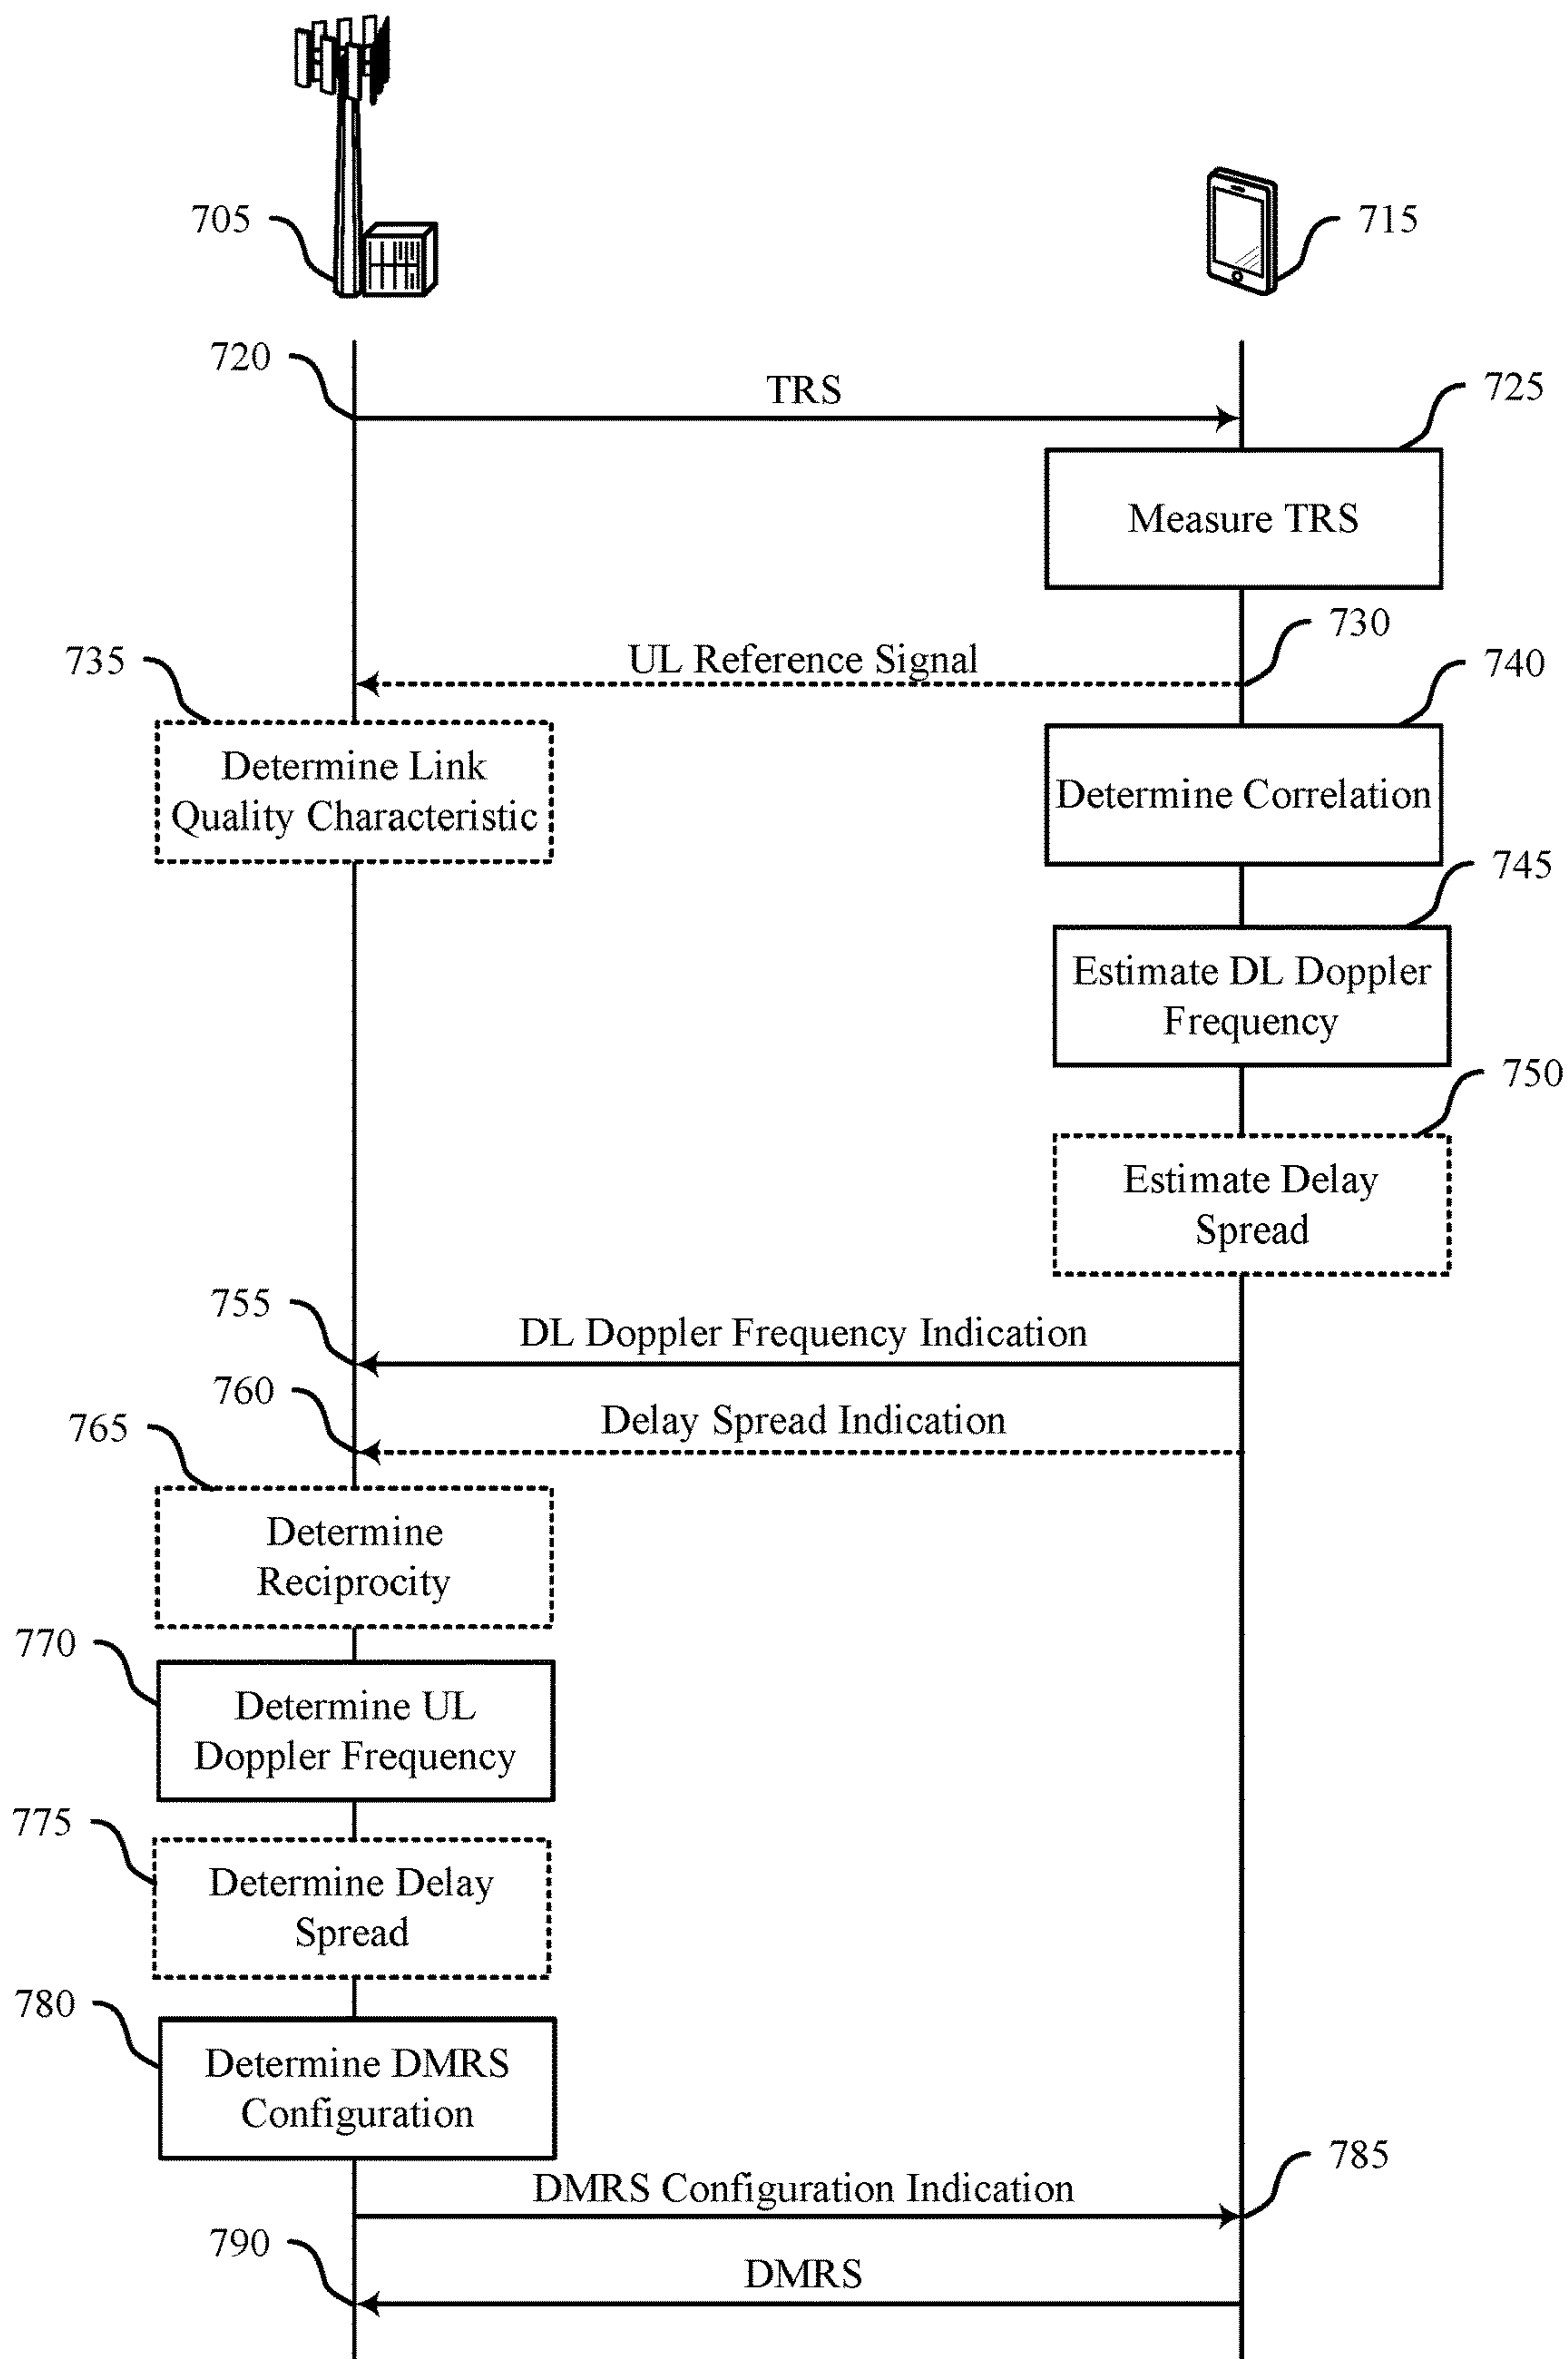 705
715
720
TRS
725
Measure TRS
730
735
UL Reference Signal
740
Determine Link
Quality Characteristic
Determine Correlation
745
Estimate DL Doppler
Frequency
750
Estimate Delay
Spread
755
DL Doppler Frequency Indication
760
Delay Spread Indication
765
Determine
Reciprocity
770
Determine UL
Doppler Frequency
775
Determine Delay
Spread
780
Determine DMRS
Configuration
785
DMRS Configuration Indication
790
DMRS